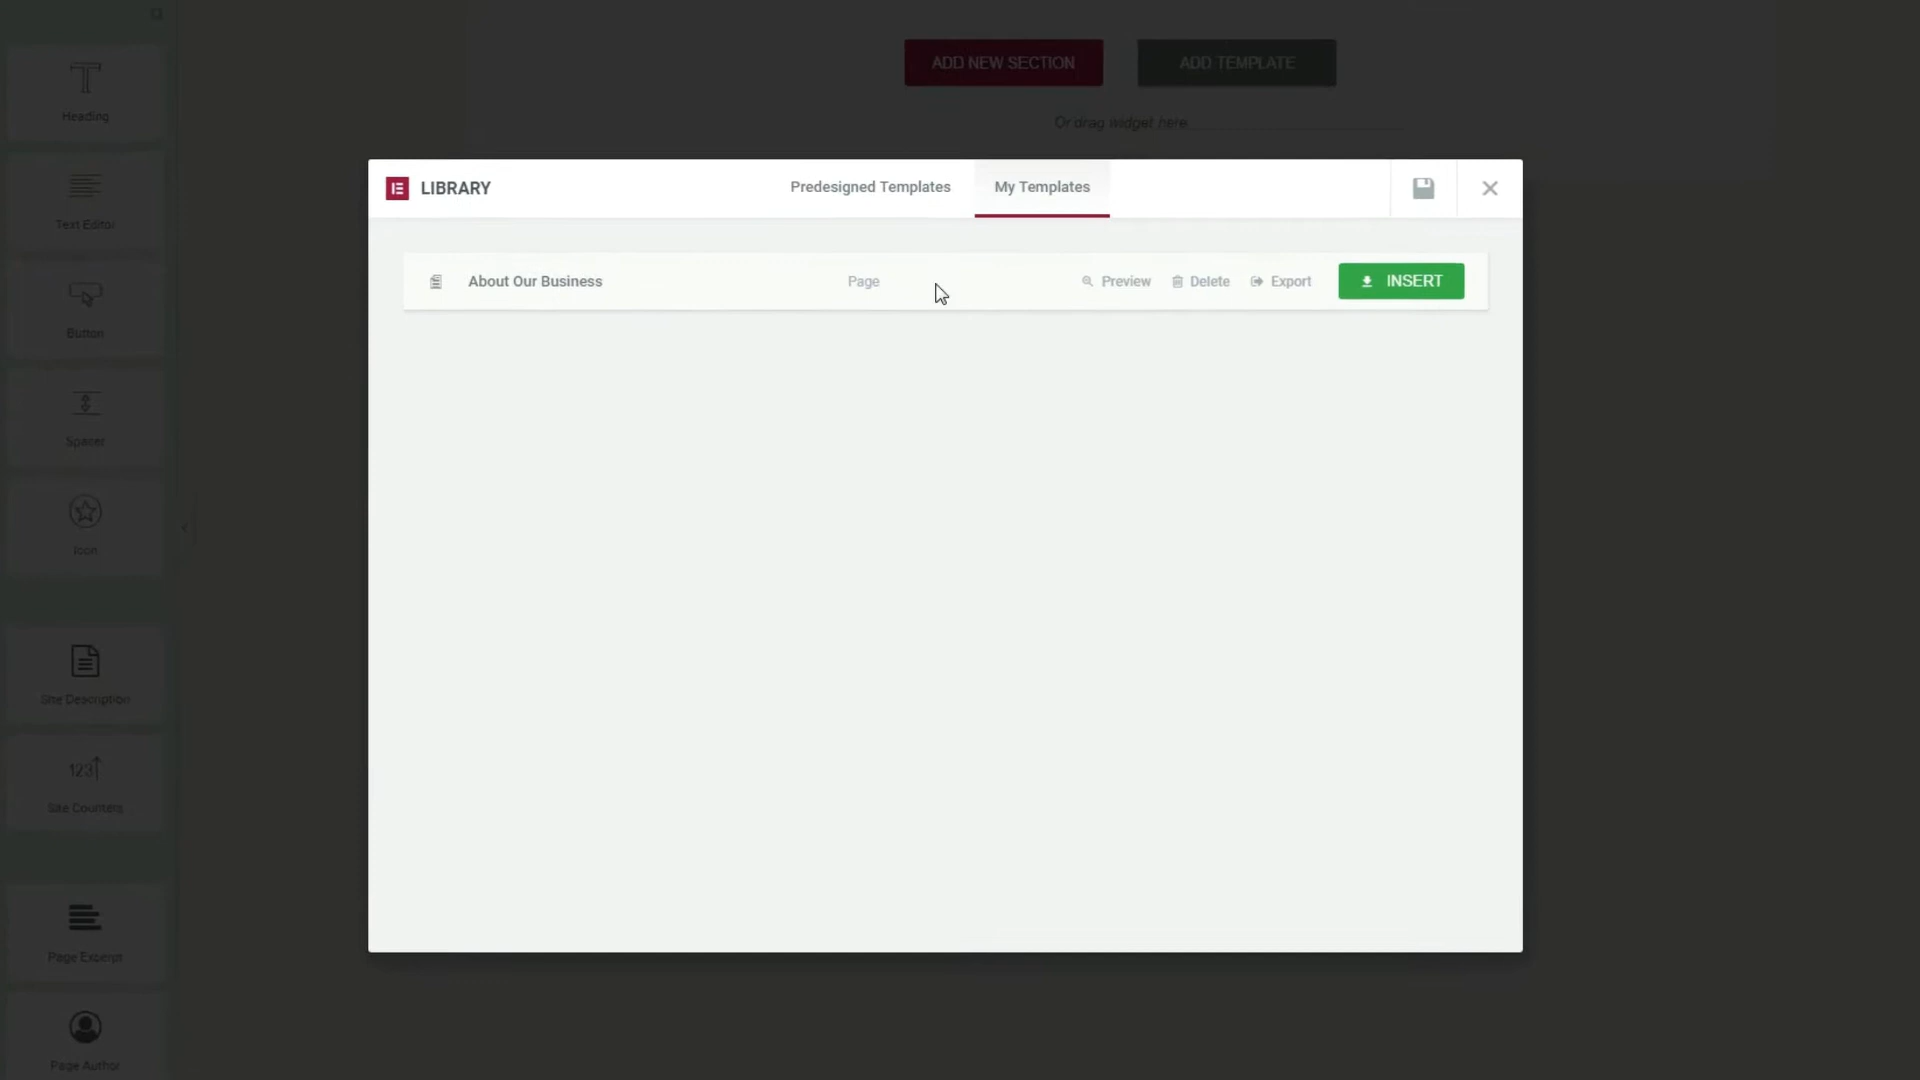 ADD NEW SECTION
ADD TEMPLATE
Or drag widget here
Heading
Text Editor
Button
Spacer
Icon
Site Description
123
Site Counters
Page Excerpt
Page Author
LIBRARY
Predesigned Templates
My Templates
About Our Business
Page
Preview
Delete
Export
INSERT